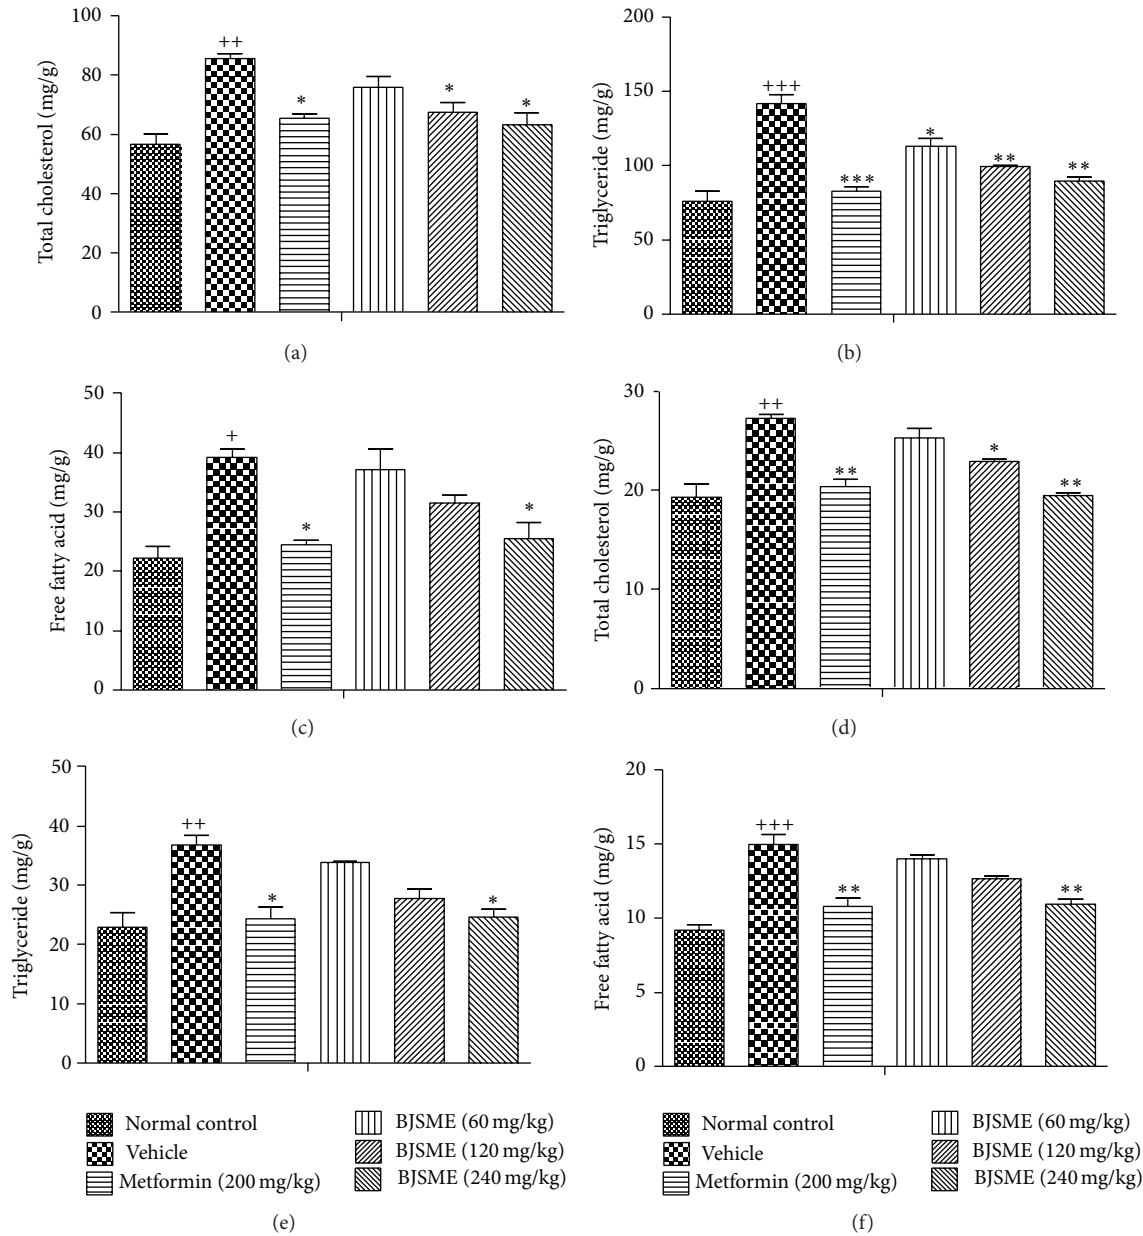 100
80
60
40
20
0
Total cholesterol (mg/g)
++
*
*
*
(a)
200
150
100
50
0
Triglyceride (mg/g)
+++
***
*
**
**
(b)
50
40
30
20
10
0
Free fatty acid (mg/g)
+
*
*
(c)
30
20
10
0
Total cholesterol (mg/g)
++
**
*
**
(d)
50
40
30
20
10
0
Triglyceride (mg/g)
++
*
*
Normal control
Vehicle
Metformin (200 mg/kg)
BJSME (60 mg/kg)
BJSME (120 mg/kg)
BJSME (240 mg/kg)
(e)
20
15
10
5
0
Free fatty acid (mg/g)
+++
**
**
Normal control
Vehicle
Metformin (200 mg/kg)
BJSME (60 mg/kg)
BJSME (120 mg/kg)
BJSME (240 mg/kg)
(f)